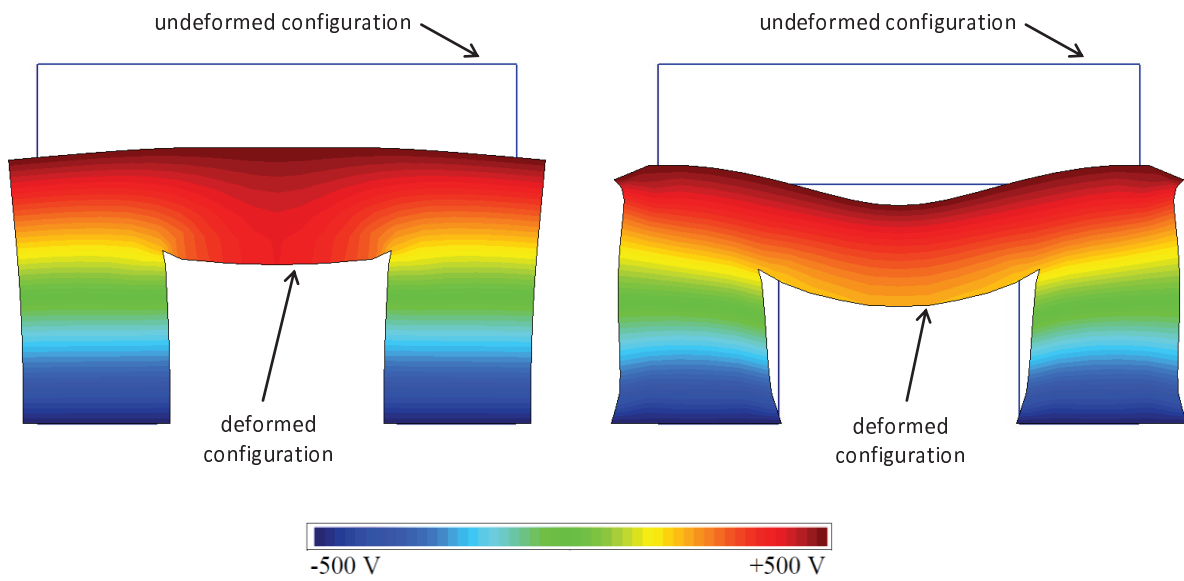 undeformed configuration
undeformed configuration
deformed
configuration
deformed
configuration
-500 V
+500 V